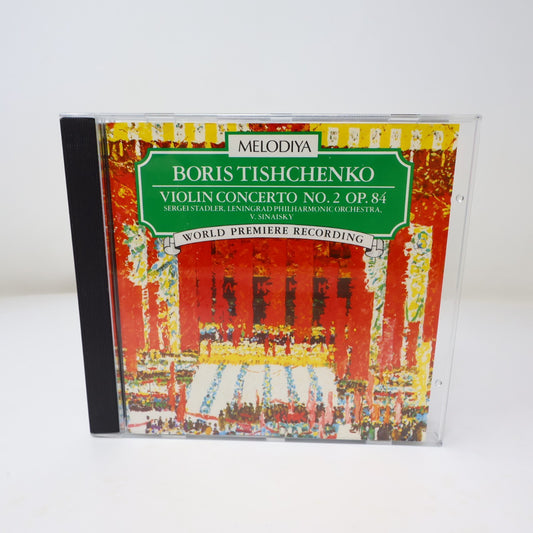 MELODIYA
BORIS TISHCHENKO
VIOLIN CONCERTO NO. 2 OP. 84
SERGEI STADLER, LENINGRAD PHILHARMONIC ORCHESTRA,
V. SINAISKY
WORLD PREMIERE RECORDING